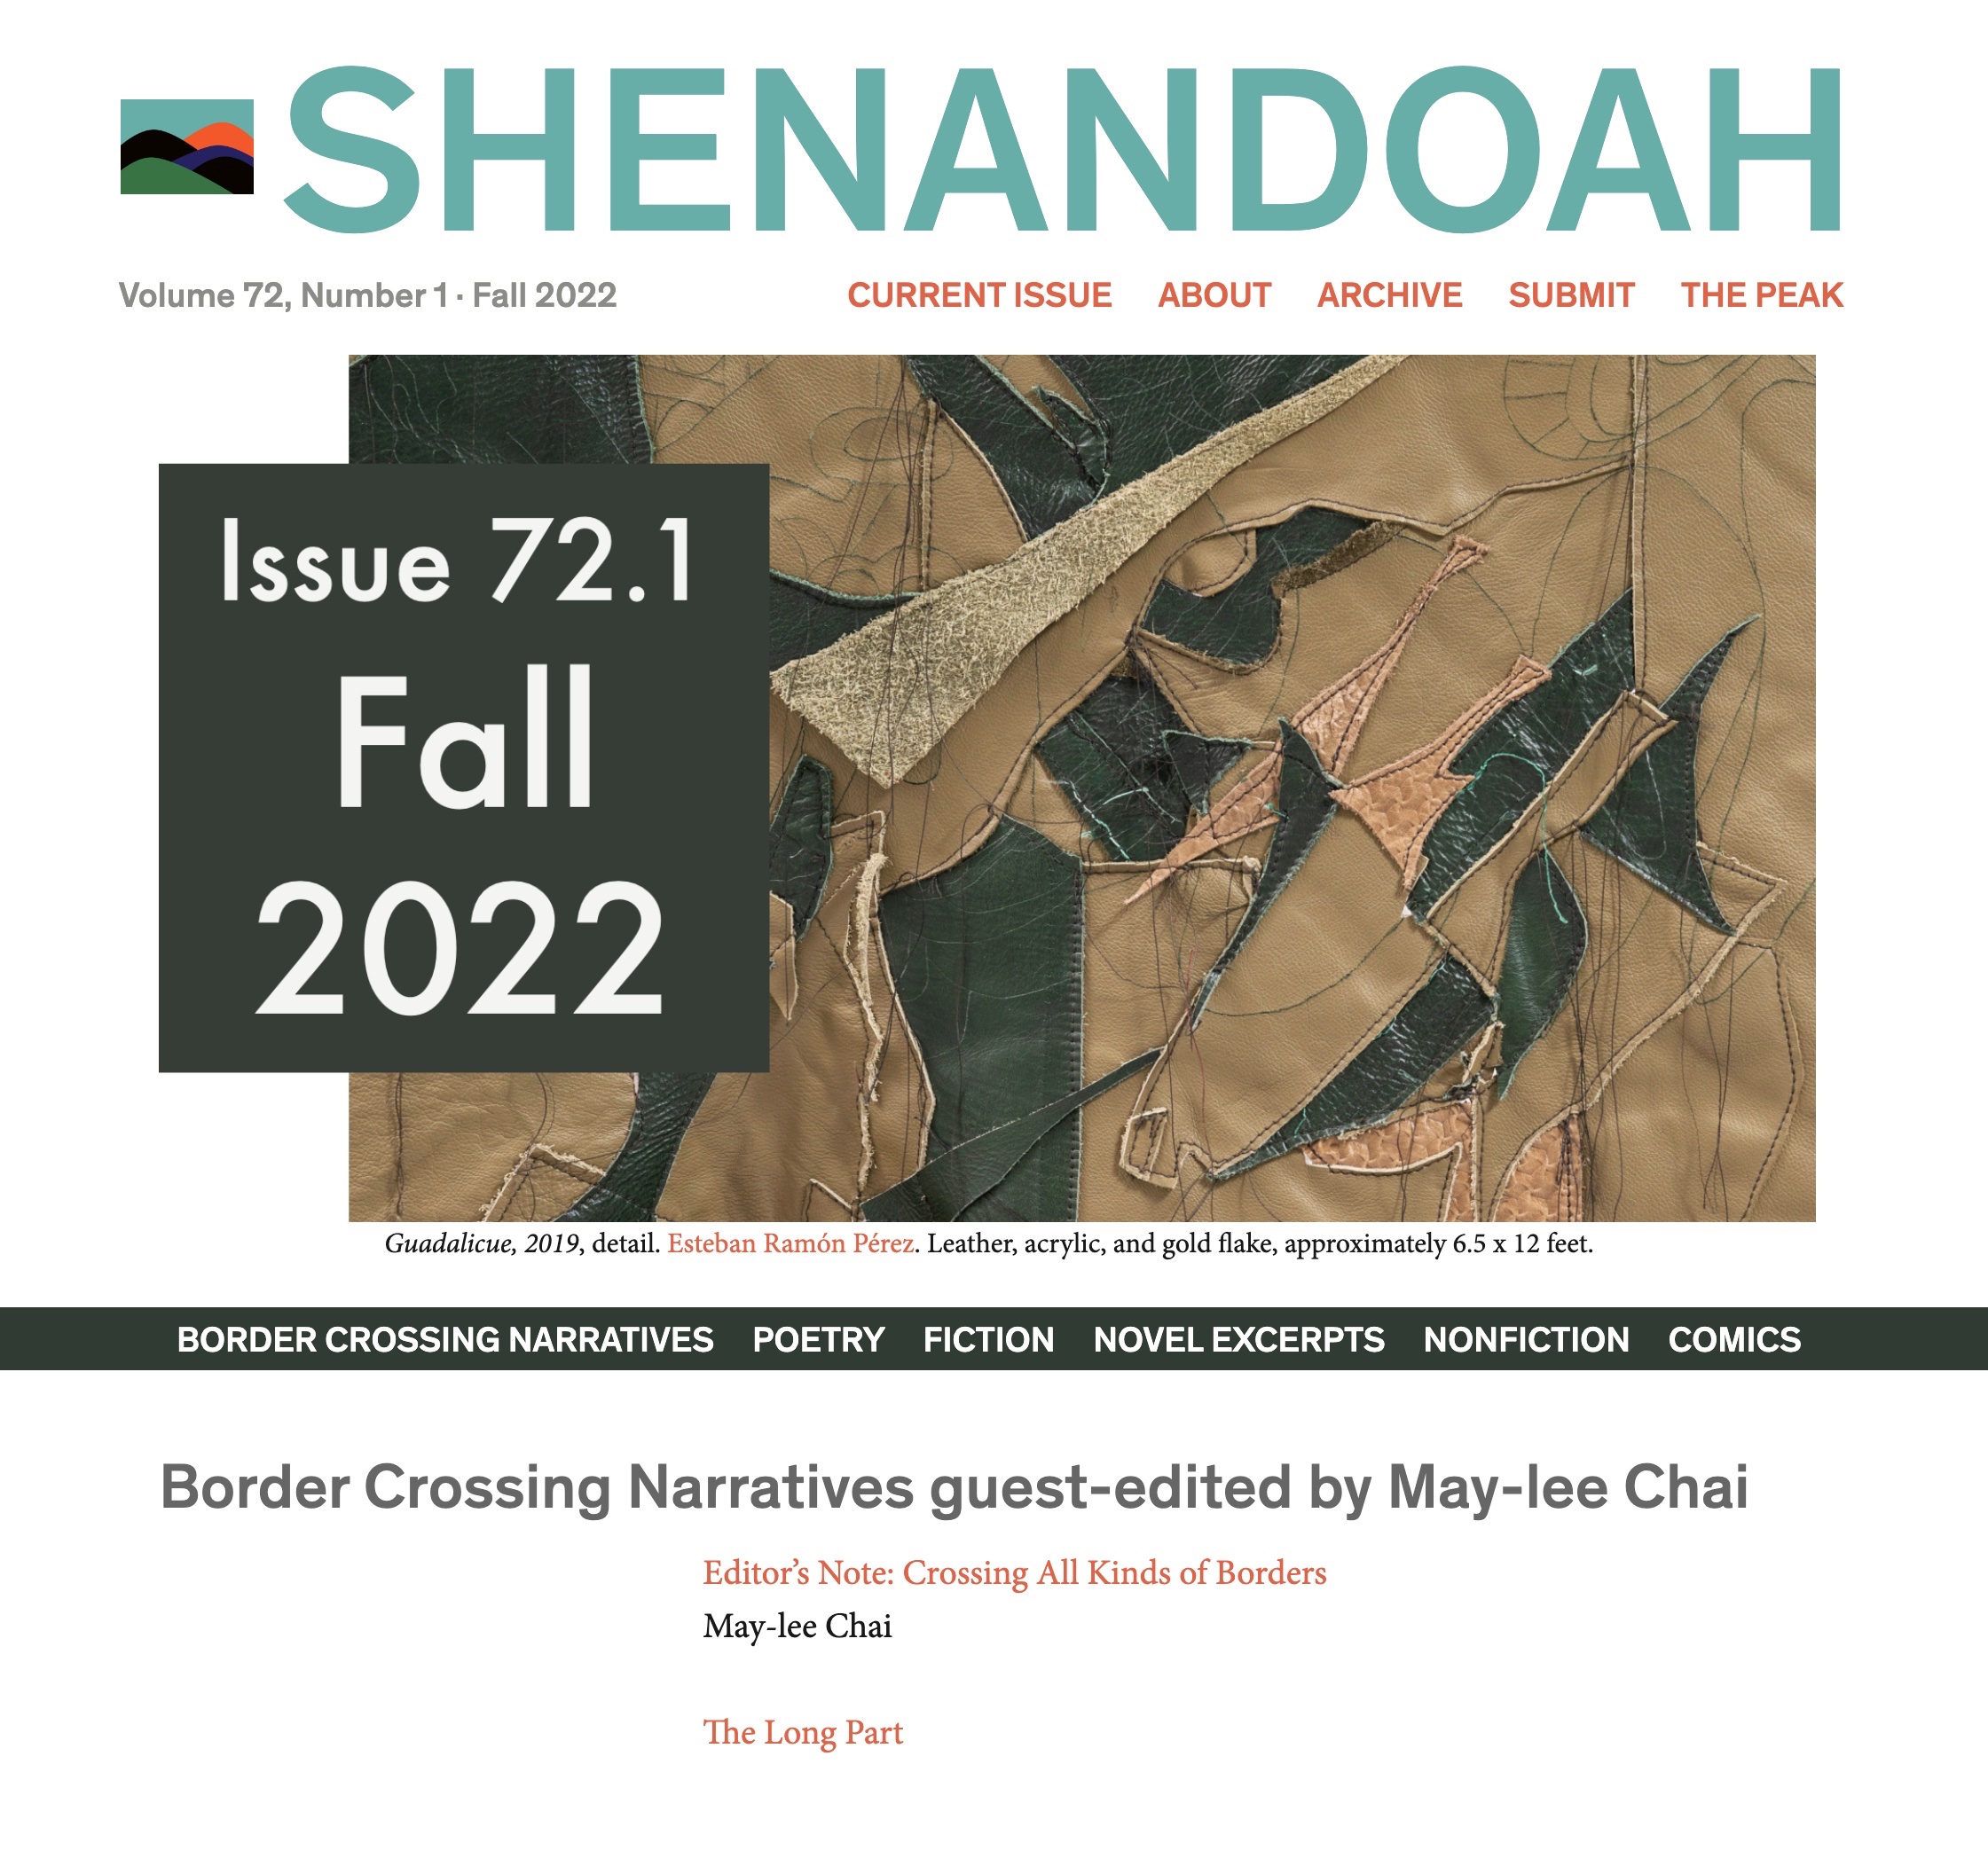 SHENANDOAH
Volume 72, Number 1 · Fall 2022
CURRENT ISSUE ABOUT ARCHIVE SUBMIT THE PEAK
Issue 72.1
Fall
2022
Guadalicue, 2019, detail. Esteban Ramón Pérez. Leather, acrylic, and gold flake, approximately 6.5 x 12 feet.
BORDER CROSSING NARRATIVES POETRY FICTION NOVEL EXCERPTS NONFICTION COMICS
Border Crossing Narratives guest-edited by May-lee Chai
Editor’s Note: Crossing All Kinds of Borders
May-lee Chai
The Long Part